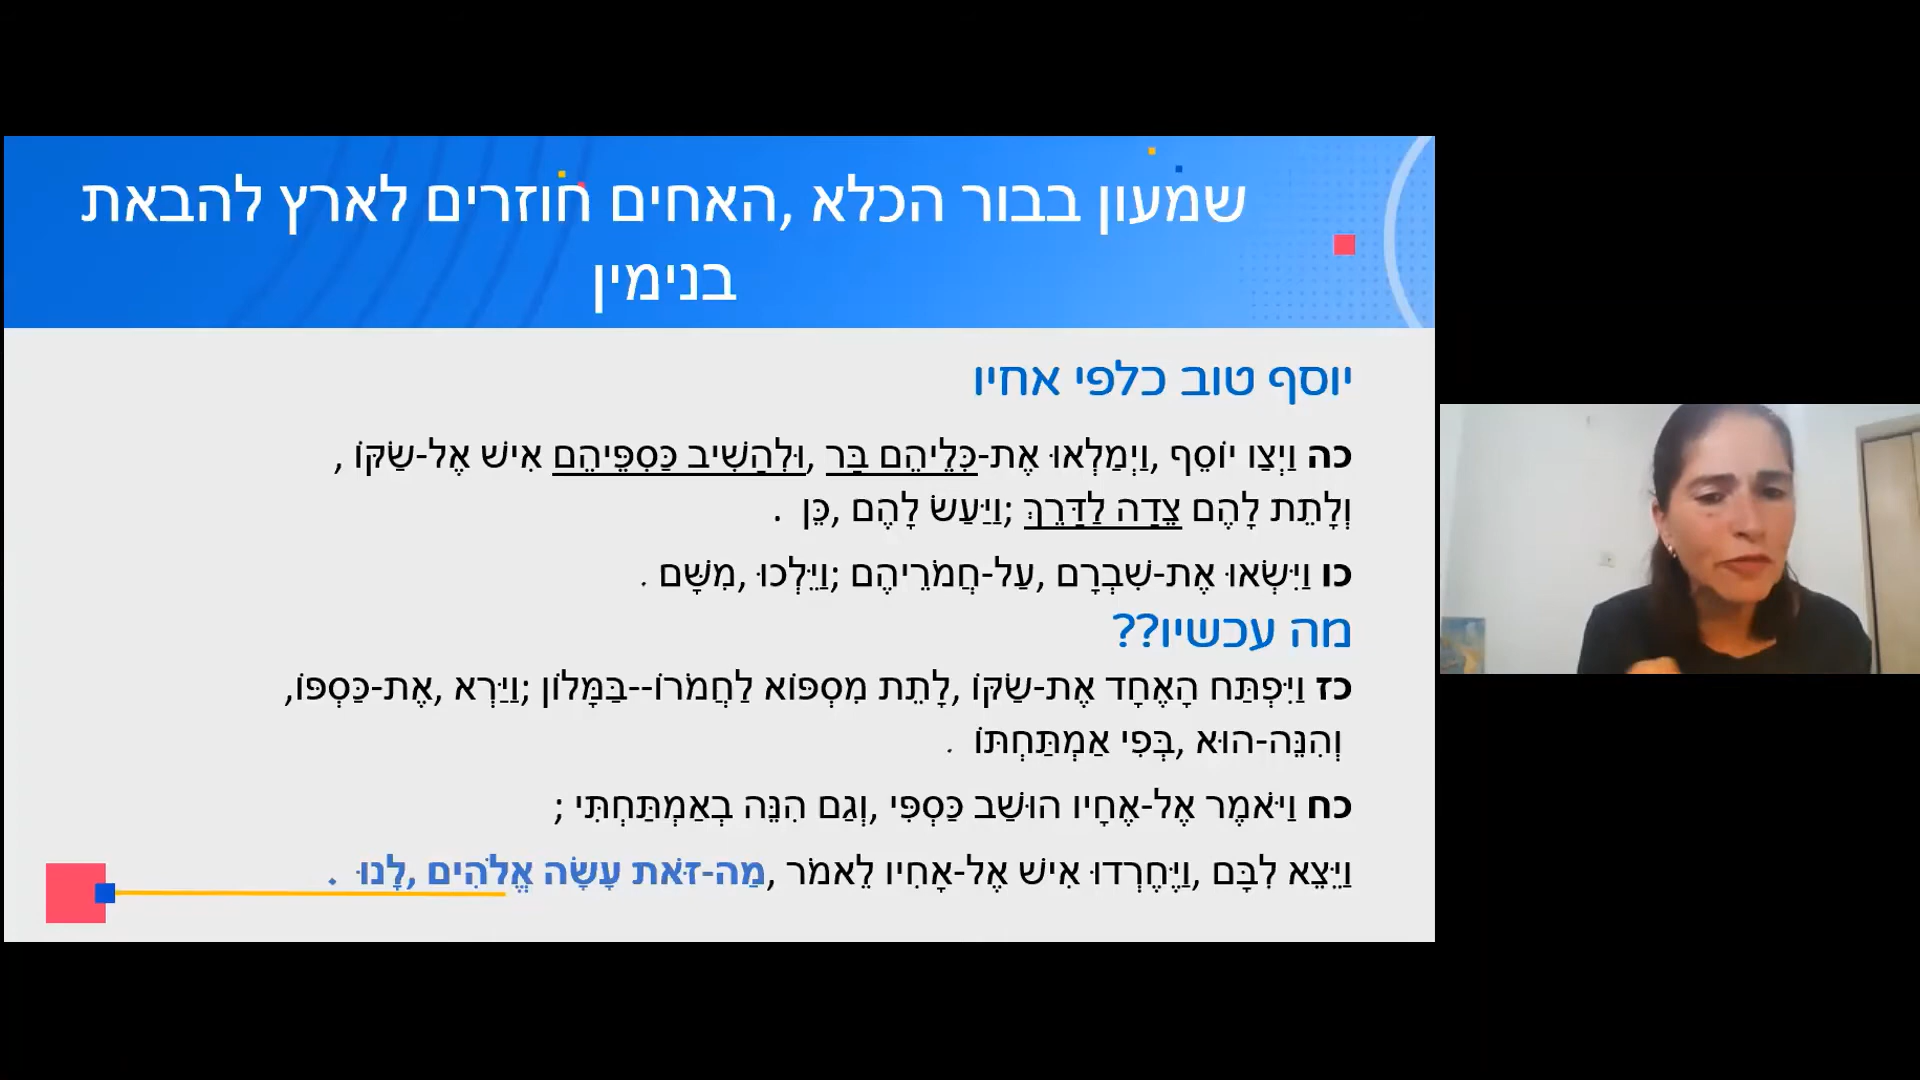 שמעון בבור הכלא ,האחים חוזרים לארץ להבאת
בנימין
יוסף טוב כלפי אחיו
כה וַיְצַו יוֹסֵף ,וַיְמַלְאוּ אֶת-כְּלֵיהֶם בָּר ,וּלְהָשִׁיב כַּסְפֵּיהֶם אִישׁ אֶל-שַׂקּוֹ ,
וְלָתֵת לָהֶם צֵדָה לַדָּרֶךְ ;וַיַּעַשׂ לָהֶם ,כֵּן .
כו וַיִּשְׂאוּ אֶת-שִׁבְרָם ,עַל-חֲמֹרֵיהֶם ;וַיֵּלְכוּ ,מִשָּׁם .
מה עכשיו??
כז וַיִּפְתַּח הָאֶחָד אֶת-שַׂקּוֹ ,לָתֵת מִסְפּוֹא לַחֲמֹרוֹ--בַּמָּלוֹן ;וַיַּרְא ,אֶת-כַּסְפּוֹ,
וְהִנֵּה-הוּא ,בְּפִי אַמְתַּחְתּוֹ .
כח וַיֹּאמֶר אֶל-אֶחָיו הוּשַׁב כַּסְפִּי ,וְגַם הִנֵּה בְאַמְתַּחְתִּי ;
וַיֵּצֵא לִבָּם ,וַיֶּחֶרְדוּ אִישׁ אֶל-אָחִיו לֵאמֹר ,מַה-זֹּאת עָשָׂה אֱלֹהִים ,לָנוּ .